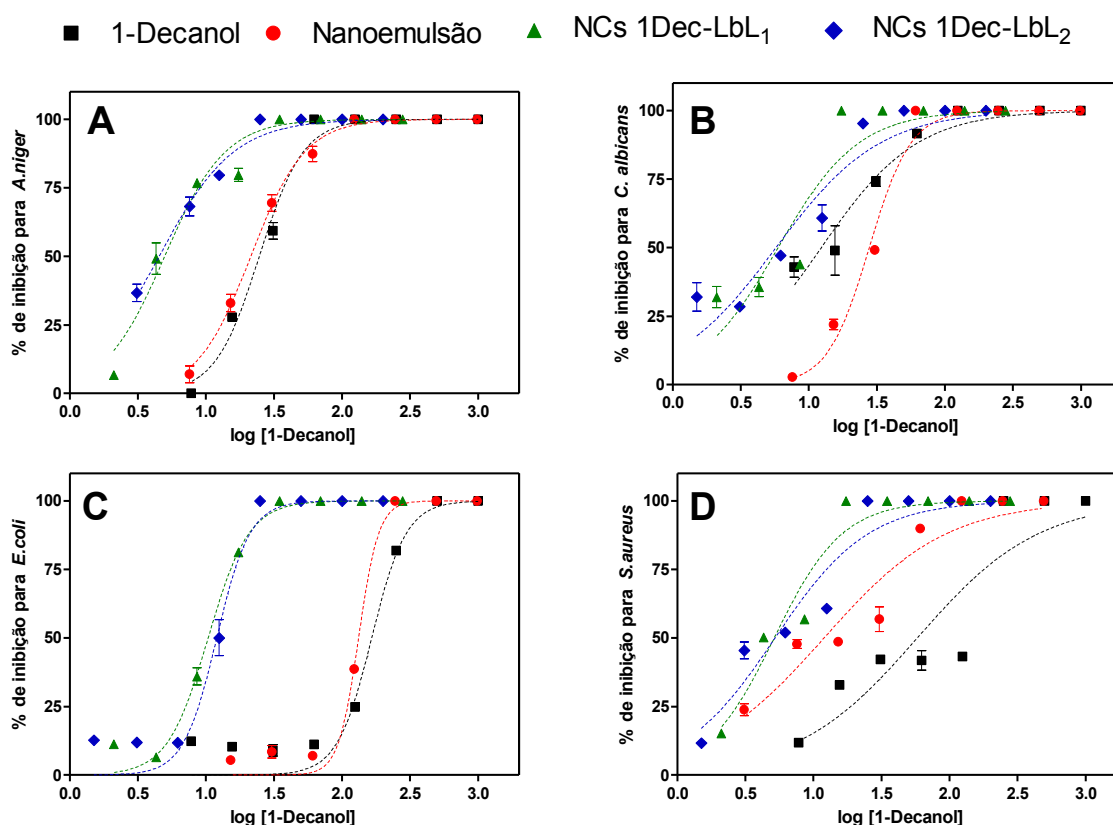 1-Decanol Nanoemulsão NCs 1Dec-LbL1 NCs 1Dec-LbL2
A
% de inibição para A.niger
100
75
50
25
0
0.0 0.5 1.0 1.5 2.0 2.5 3.0
log [1-Decanol]
B
% de inibição para C. albicans
100
75
50
25
0
0.0 0.5 1.0 1.5 2.0 2.5 3.0
log [1-Decanol]
C
% de inibição para E.coli
100
75
50
25
0
0.0 0.5 1.0 1.5 2.0 2.5 3.0
log [1-Decanol]
D
% de inibição para S.aureus
100
75
50
25
0
0.0 0.5 1.0 1.5 2.0 2.5 3.0
log [1-Decanol]